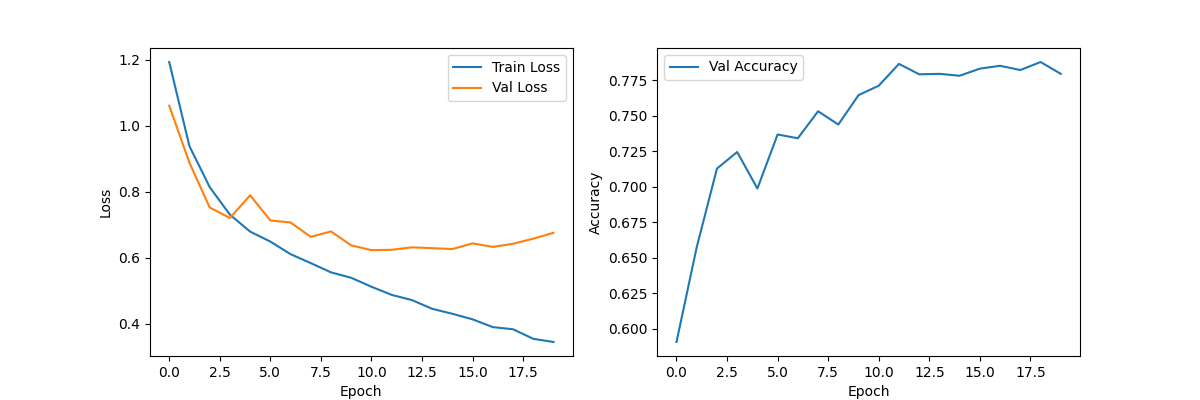 Train Loss
Val Loss
1.2
1.0
0.8
0.6
0.4
Loss
0.0 2.5 5.0 7.5 10.0 12.5 15.0 17.5
Epoch
Val Accuracy
0.775
0.750
0.725
0.700
0.675
0.650
0.625
0.600
Accuracy
0.0 2.5 5.0 7.5 10.0 12.5 15.0 17.5
Epoch